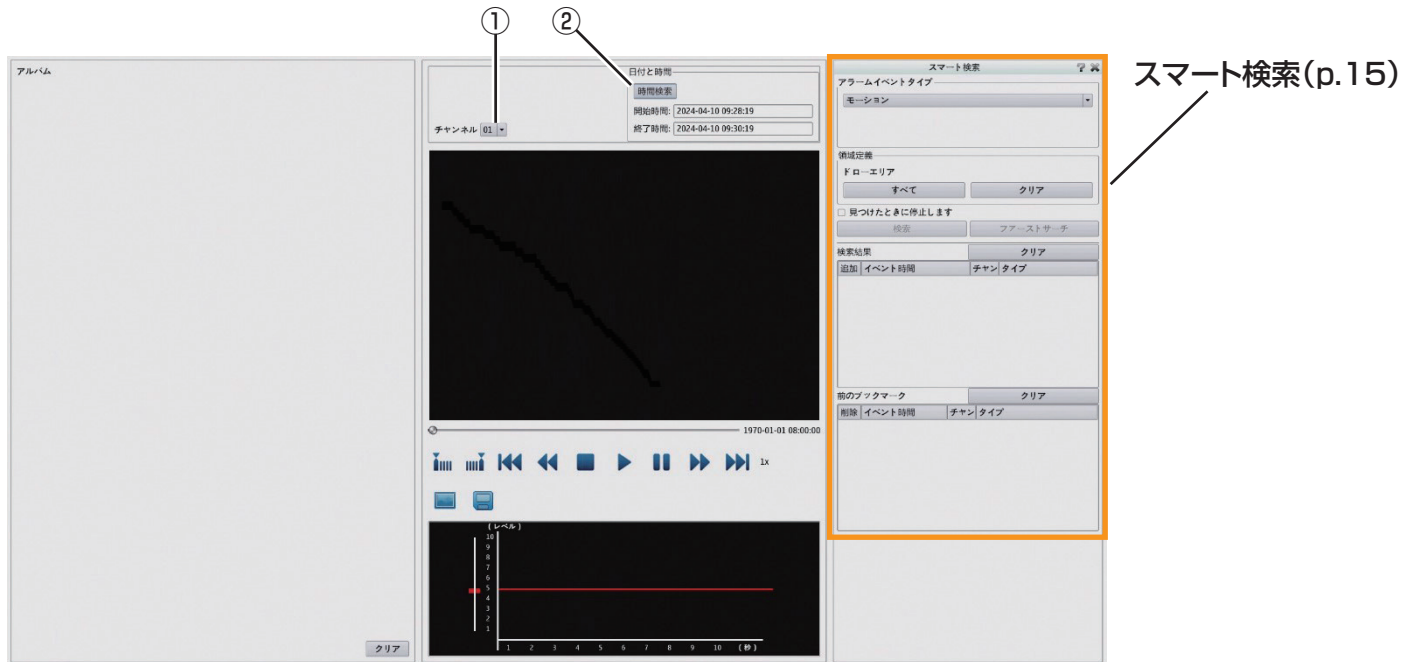 ① ②
スマート検索(p.15)
アルバム
クリア
日付と時間
時間検索
開始時間: 2024-04-10 09:28:19
チャンネル 01
終了時間: 2024-04-10 09:30:19
1970-01-01 08:00:00
1x
(レベル)
10
9
8
7
6
5
4
3
2
1
1 2 3 4 5 6 7 8 9 10 (秒)
スマート検索 ?
アラームイベントタイプ
モーション
領域定義
ドローエリア
すべて クリア
見つけたときに停止します
検索 ファーストサーチ
検索結果 クリア
追加 イベント時間 チャン タイプ
前のブックマーク クリア
削除 イベント時間 チャン タイプ